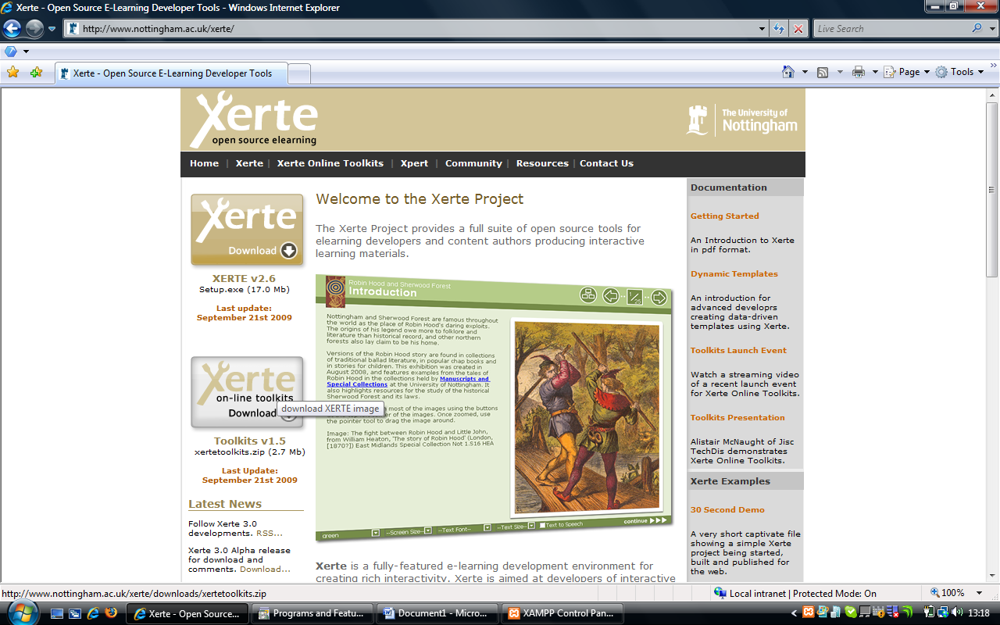 Xerte - Open Source E-Learning Developer Tools - Windows Internet Explorer
http://www.nottingham.ac.uk/xerte/
Live Search
Xerte - Open Source E-Learning Developer Tools
Page
Tools
Xerte
open source elearning
The University of
Nottingham
Home | Xerte | Xerte Online Toolkits | Xpert | Community | Resources | Contact Us
Xerte
Download
XERTE v2.6
Setup.exe (17.0 Mb)
Last update:
September 21st 2009
Xerte
on-line toolkits
Download
download XERTE image
Toolkits v1.5
xertetoolkits.zip (2.7 Mb)
Last Update:
September 21st 2009
Latest News
Follow Xerte 3.0
developments. RSS...
Xerte 3.0 Alpha release
for download and
comments. Download...
Welcome to the Xerte Project
The Xerte Project provides a full suite of open source tools for
elearning developers and content authors producing interactive
learning materials.
Robin Hood and Sherwood Forest
Introduction
1/25
Nottingham and Sherwood Forest are famous throughout
the world as the place of Robin Hood's daring exploits.
The origins of his legend owe more to folklore and
literature than historical record, and other northern
forests also lay claim to be his home.
Versions of the Robin Hood story are found in collections
of traditional ballad literature, in popular chap books and
in stories for children. This exhibition was created in
August 2008, and features examples from the tales of
Robin Hood in the collections held by Manuscripts and
Special Collections at the University of Nottingham. It
also highlights resources for the study of the historical
Sherwood Forest and its laws.
most of the images using the buttons
of the images. Once zoomed, use
the pointer tool to drag the image around.
Image: The fight between Robin Hood and Little John,
from William Heaton, 'The story of Robin Hood' (London,
[1870?]) East Midlands Special Collection Not 1.S16 HEA
green
--Screen Size--
--Text Font--
--Text Size--
Text to Speech
continue
Xerte is a fully-featured e-learning development environment for
creating rich interactivity. Xerte is aimed at developers of interactive
Documentation
Getting Started
An Introduction to Xerte
in pdf format.
Dynamic Templates
An introduction for
advanced developrs
creating data-driven
templates using Xerte.
Toolkits Launch Event
Watch a streaming video
of a recent launch event
for Xerte Online Toolkits.
Toolkits Presentation
Alistair McNaught of Jisc
TechDis demonstrates
Xerte Online Toolkits.
Xerte Examples
30 Second Demo
A very short captivate file
showing a simple Xerte
project being started,
built and published for
the web.
http://www.nottingham.ac.uk/xerte/downloads/xertetoolkits.zip
Local intranet | Protected Mode: On
100%
Xerte - Open Source...
Programs and Featu...
Document1 - Micro...
XAMPP Control Pan...
13:18